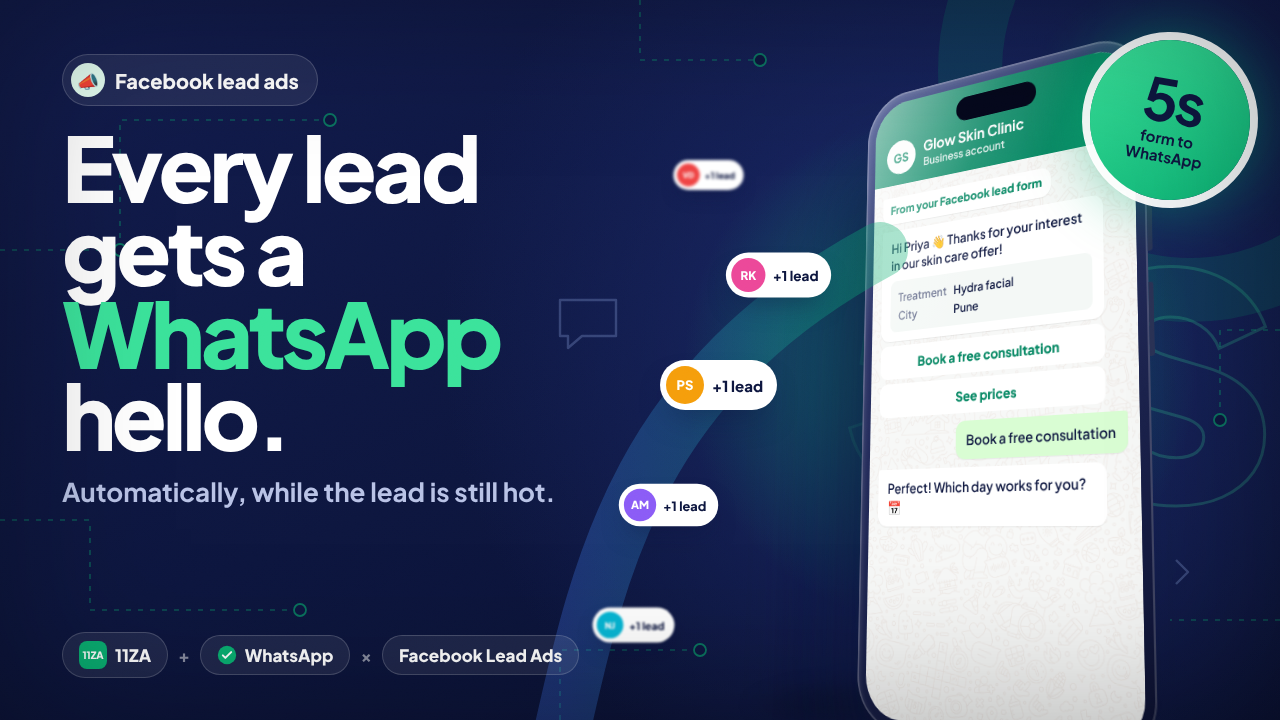 Facebook lead ads
Every lead
gets a
WhatsApp
hello.
Automatically, while the lead is still hot.
11ZA 11ZA + WhatsApp × Facebook Lead Ads
+1 lead
RK +1 lead
PS +1 lead
AM +1 lead
NJ +1 lead
GS Glow Skin Clinic
Business account
From your Facebook lead form
Hi Priya 👋 Thanks for your interest
in our skin care offer!
Treatment Hydra facial
City Pune
Book a free consultation
See prices
Book a free consultation
Perfect! Which day works for you?
📅
5s
form to
WhatsApp